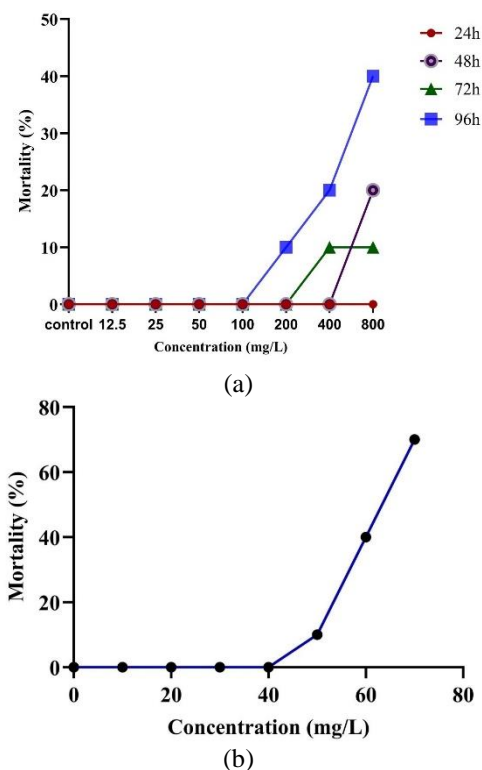 50
40
30
20
10
0
Mortality (%)
control 12.5 25 50 100 200 400 800
Concentration (mg/L)
24h
48h
72h
96h
(a)
80
60
40
20
0
Mortality (%)
0 20 40 60 80
Concentration (mg/L)
(b)